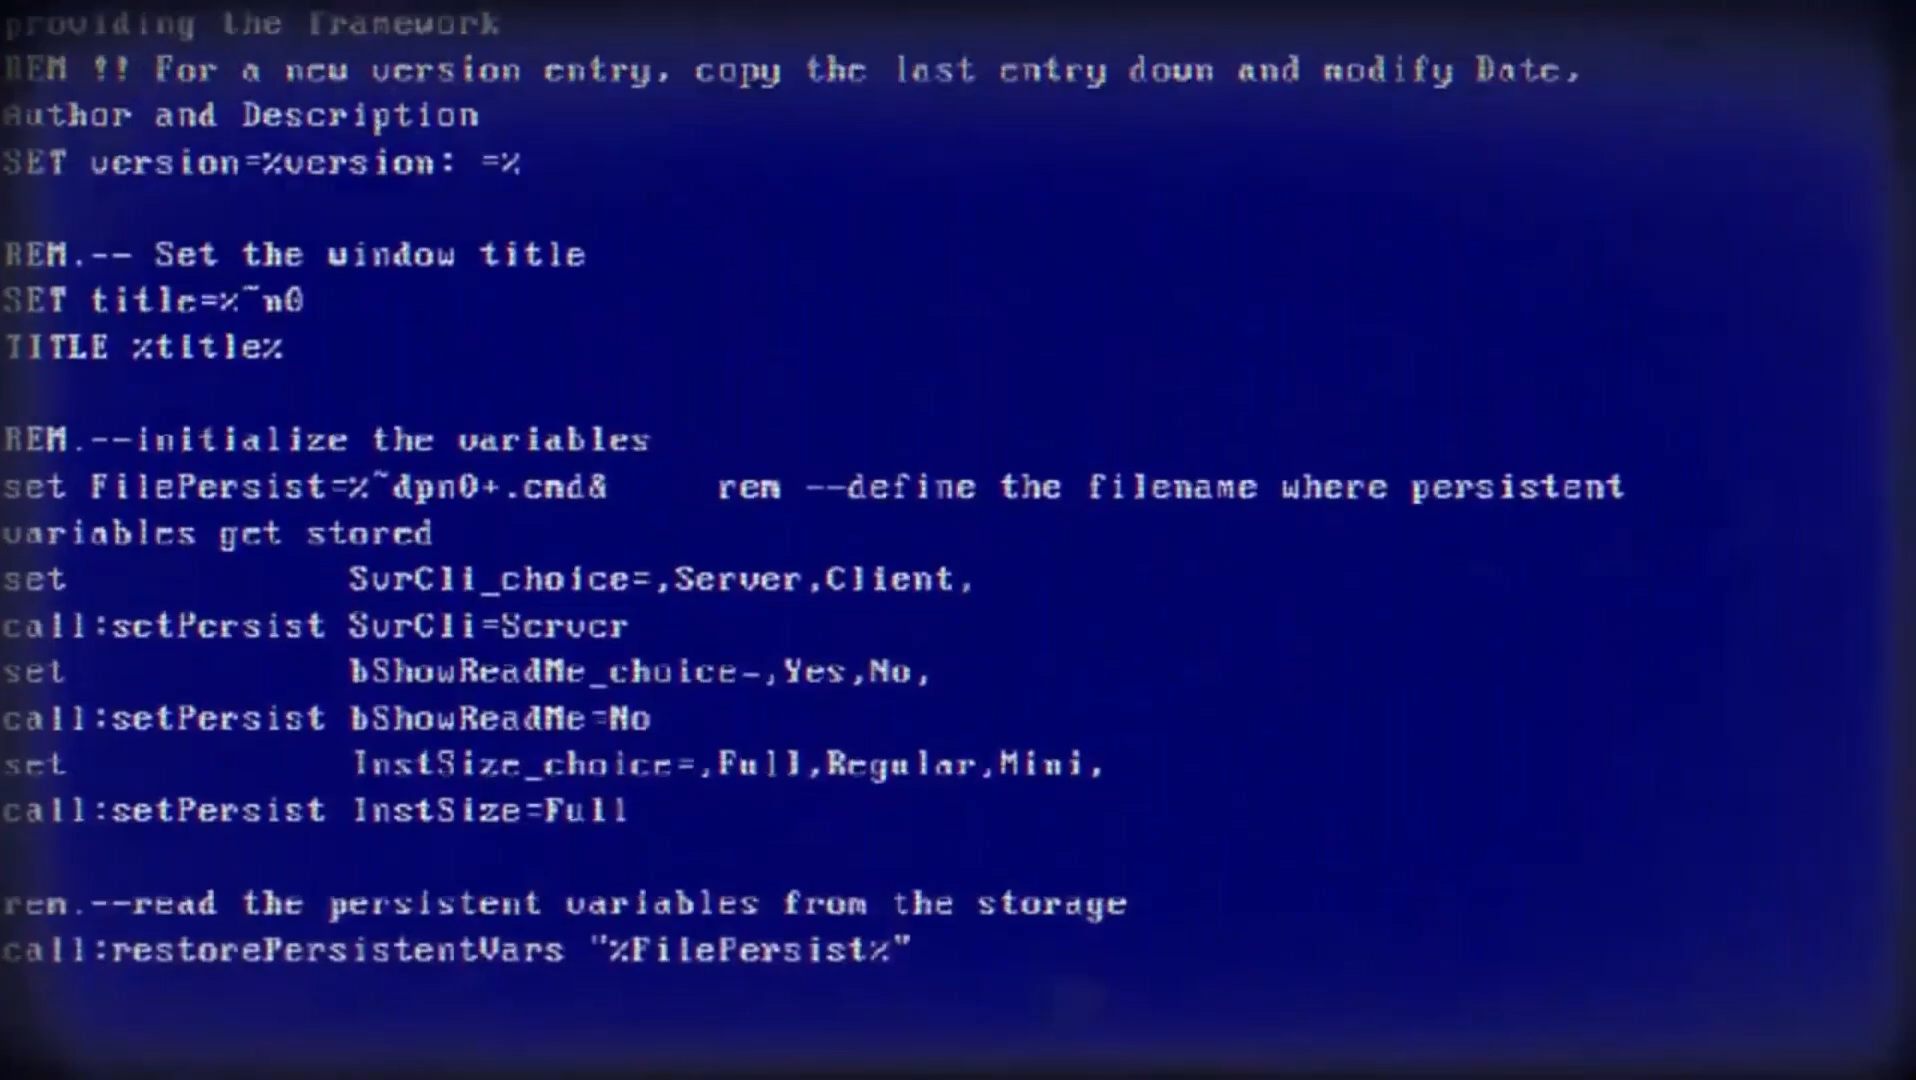 providing the framework
REM !! For a new version entry, copy the last entry down and modify Date,
Author and Description
SET version=%version: =%
REM.-- Set the window title
SET title=%~n0
TITLE %title%
REM.--initialize the variables
set FilePersist=%~dpn0+.cmd&     rem --define the filename where persistent
variables get stored
set             SvrCli_choice=,Server,Client,
call:setPersist SvrCli=Server
set             bShowReadMe_choice=,Yes,No,
call:setPersist bShowReadMe=No
set             InstSize_choice=,Full,Regular,Mini,
call:setPersist InstSize=Full
rem.--read the persistent variables from the storage
call:restorePersistentVars "%FilePersist%"